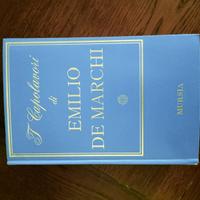 I Capolavori
di
EMILIO
DE MARCHI
MURSIA